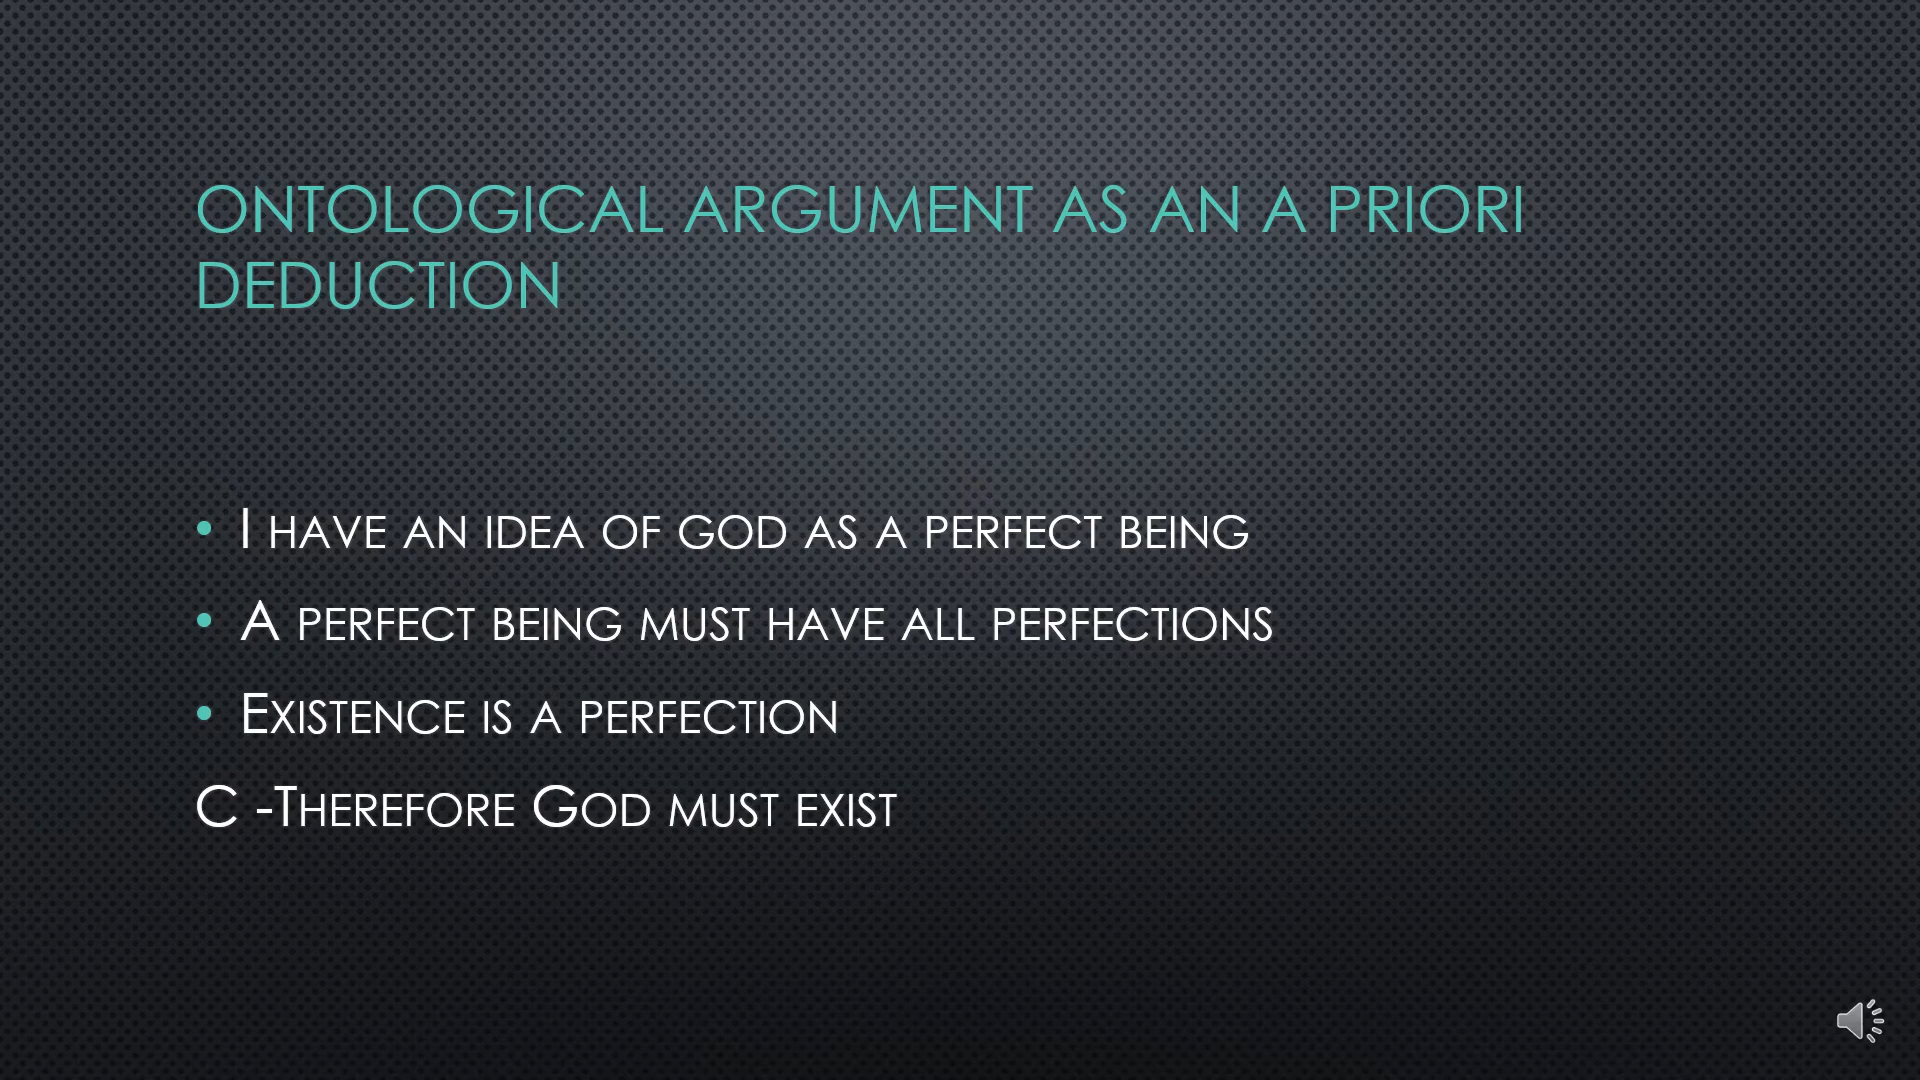 ONTOLOGICAL ARGUMENT AS AN A PRIORI
DEDUCTION
• I HAVE AN IDEA OF GOD AS A PERFECT BEING
• A PERFECT BEING MUST HAVE ALL PERFECTIONS
• EXISTENCE IS A PERFECTION
C -THEREFORE GOD MUST EXIST